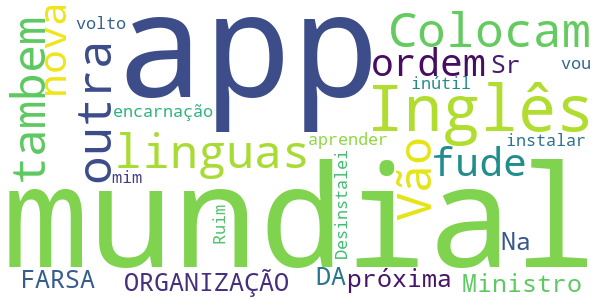 volto
app
Colocam
tambem
nova
outra
ordem
Sr
vou
inútil
Inglês
encarnação
linguas
aprender
instalar
mim
fude
Vão
mundial
Ruim
Desinstalei
Na
FARSA
ORGANIZAÇÃO
DA
próxima
Ministro